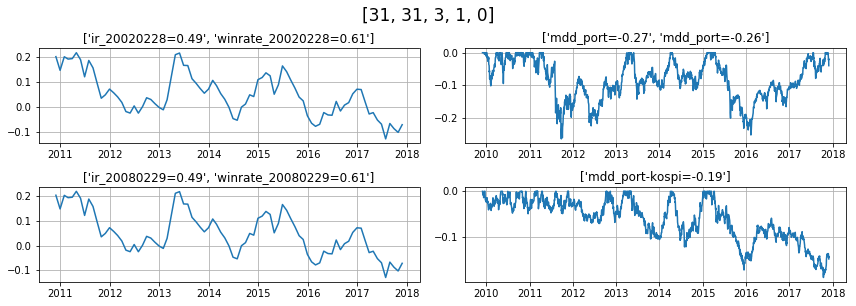 [31, 31, 3, 1, 0]
['ir_20020228=0.49', 'winrate_20020228=0.61']
0.2
0.1
0.0
−0.1
2011 2012 2013 2014 2015 2016 2017 2018
['mdd_port=-0.27', 'mdd_port=-0.26']
0.0
−0.1
−0.2
2010 2011 2012 2013 2014 2015 2016 2017 2018
['ir_20080229=0.49', 'winrate_20080229=0.61']
0.2
0.1
0.0
−0.1
2011 2012 2013 2014 2015 2016 2017 2018
['mdd_port-kospi=-0.19']
0.0
−0.1
2010 2011 2012 2013 2014 2015 2016 2017 2018